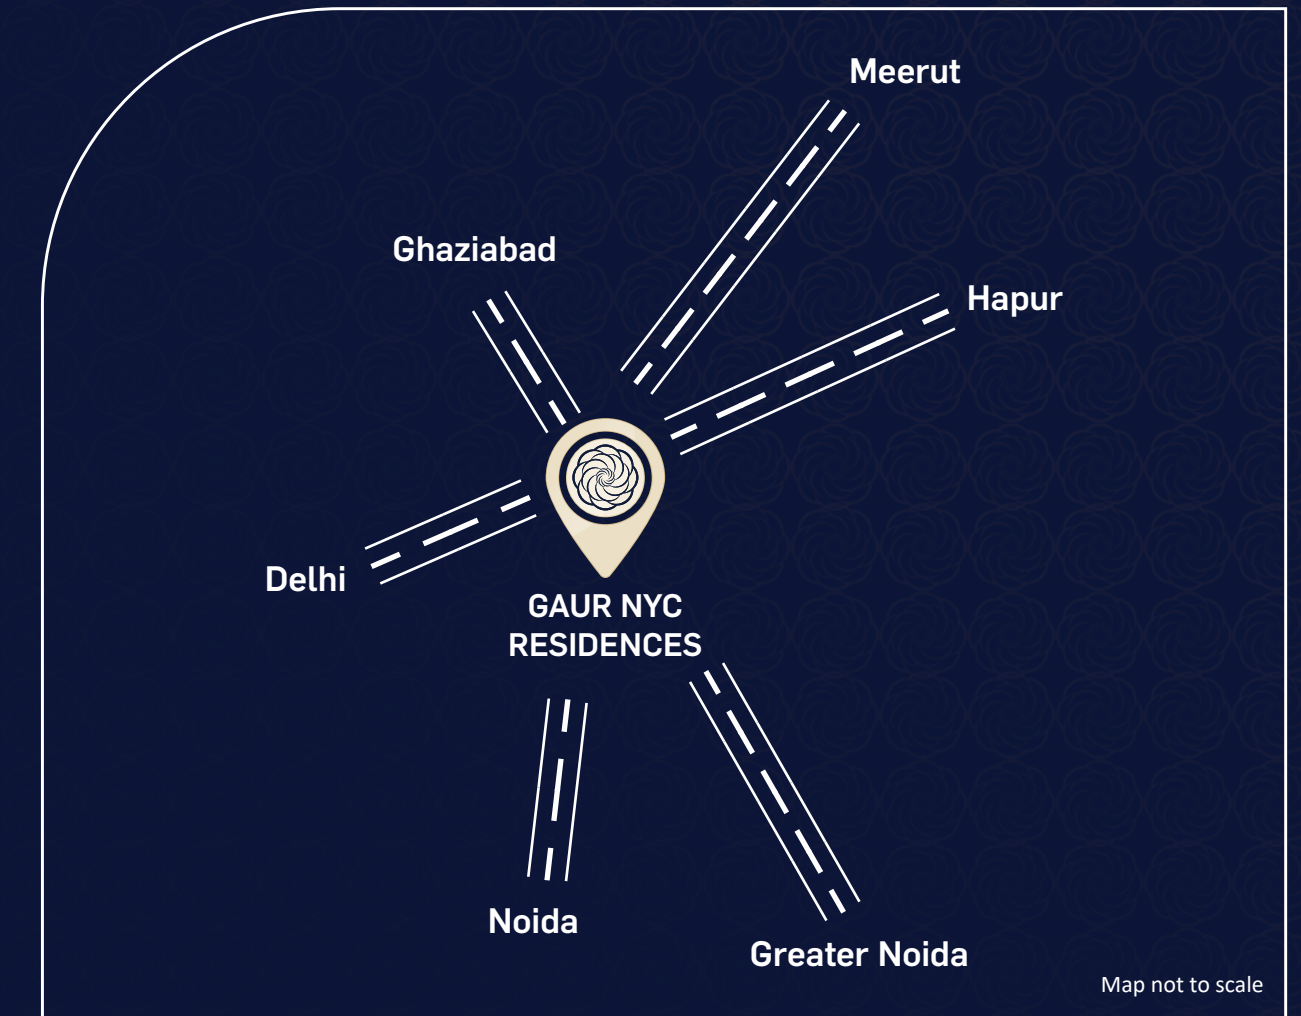 Meerut
Ghaziabad
Hapur
Delhi
GAUR NYC
RESIDENCES
Noida
Greater Noida
Map not to scale